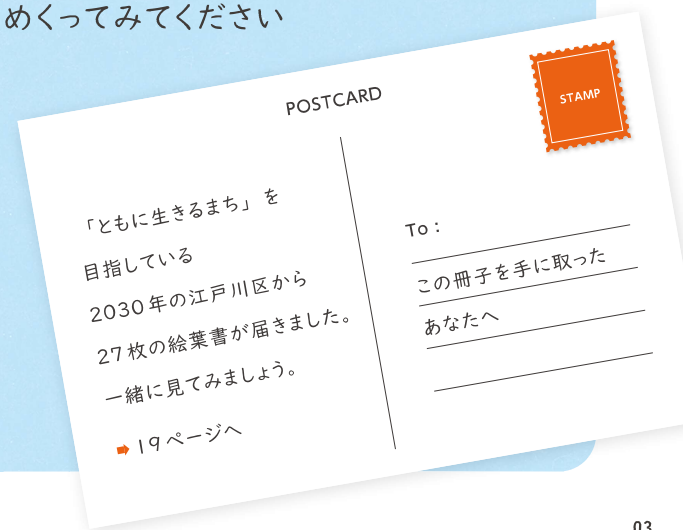 めくってみてください
POSTCARD
STAMP
「ともに生きるまち」を
目指している
2030年の江戸川区から
27枚の絵葉書が届きました。
一緒に見てみましょう。
➡19ページへ
To：
この冊子を手に取った
あなたへ
03